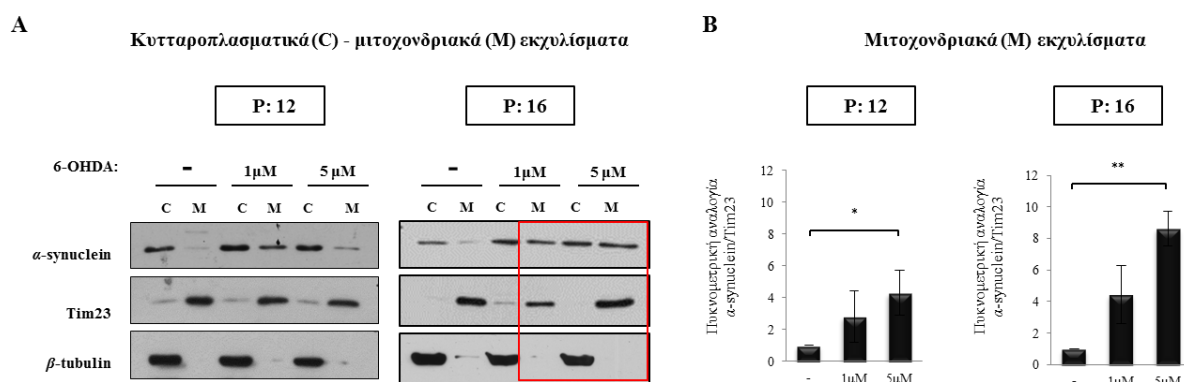 A
Κυτταροπλασματικά (C) - μιτοχονδριακά (M) εκχυλίσματα
P: 12
P: 16
6-OHDA:
- 1μM 5 μM
- 1μM 5 μM
C M C M C M
C M C M C M
α-synuclein
Tim23
β-tubulin
B
Μιτοχονδριακά (M) εκχυλίσματα
P: 12
P: 16
Πυκνομετρική αναλογία
α-synuclein/Tim23
12
10
8
6
4
2
0
*
- 1μM 5μM
Πυκνομετρική αναλογία
α-synuclein/Tim23
12
10
8
6
4
2
0
**
- 1μM 5μM